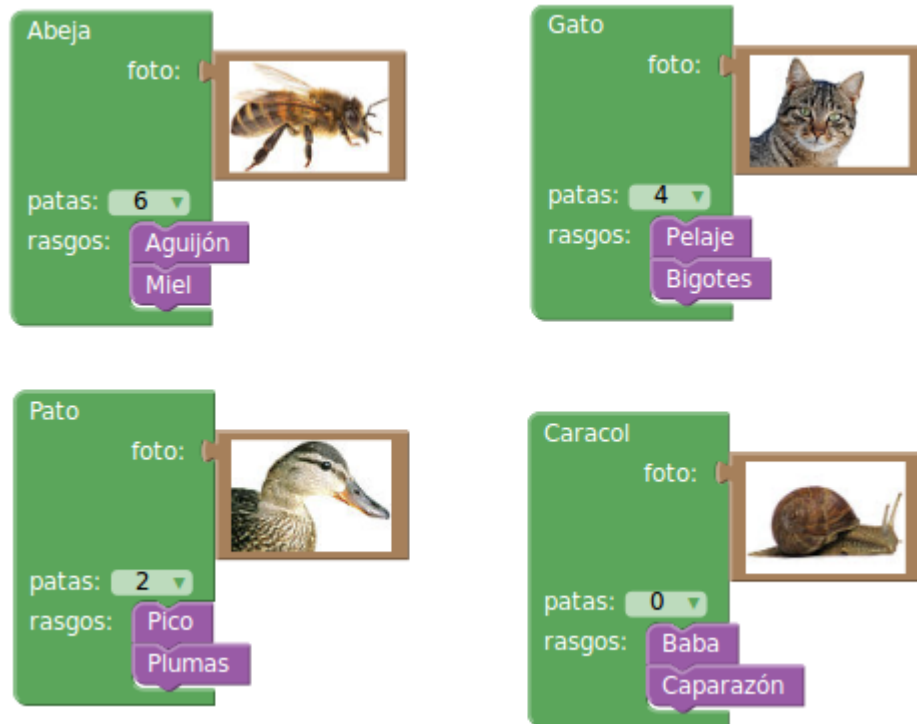 Abeja
foto:
patas: 6
rasgos: Aguijón
Miel
Gato
foto:
patas: 4
rasgos: Pelaje
Bigotes
Pato
foto:
patas: 2
rasgos: Pico
Plumas
Caracol
foto:
patas: 0
rasgos: Baba
Caparazón